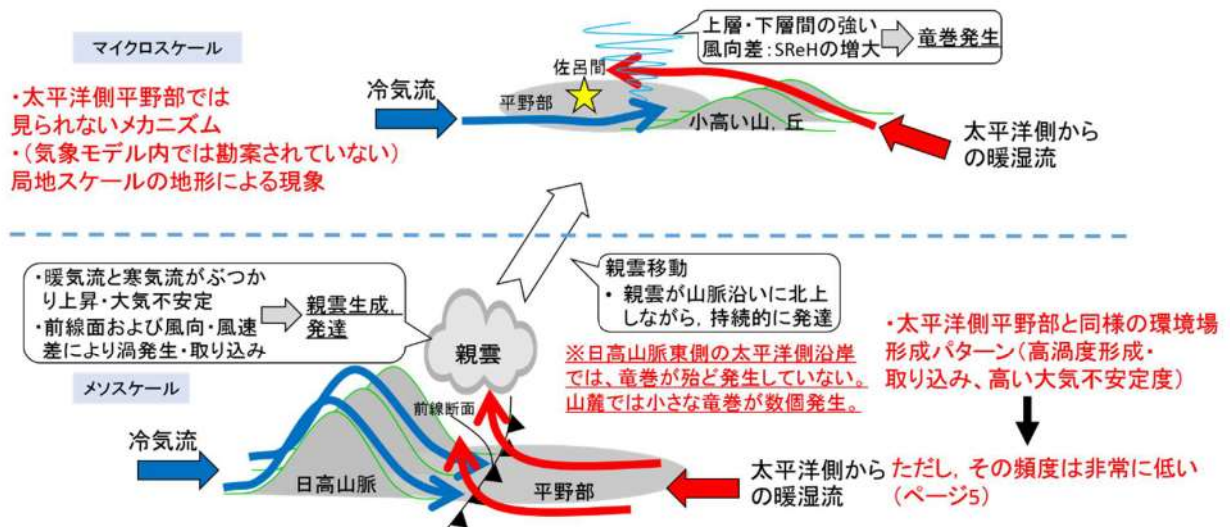 マイクロスケール
・太平洋側平野部では
見られないメカニズム
・(気象モデル内では勘案されていない)
局地スケールの地形による現象
冷気流
上層・下層間の強い
風向差:SReHの増大
竜巻発生
佐呂間
平野部
小高い山,丘
太平洋側から
の暖湿流
・暖気流と寒気流がぶつか
り上昇・大気不安定
・前線面および風向・風速
差により渦発生・取り込み
親雲生成,
発達
親雲移動
・ 親雲が山脈沿いに北上
しながら,持続的に発達
親雲
※日高山脈東側の太平洋側沿岸
では、竜巻が殆ど発生していない。
山麓では小さな竜巻が数個発生。
・太平洋側平野部と同様の環境場
形成パターン(高渦度形成・
取り込み、高い大気不安定度)
メソスケール
前線断面
冷気流
日高山脈
平野部
太平洋側から
の暖湿流
ただし,その頻度は非常に低い
(ページ5)